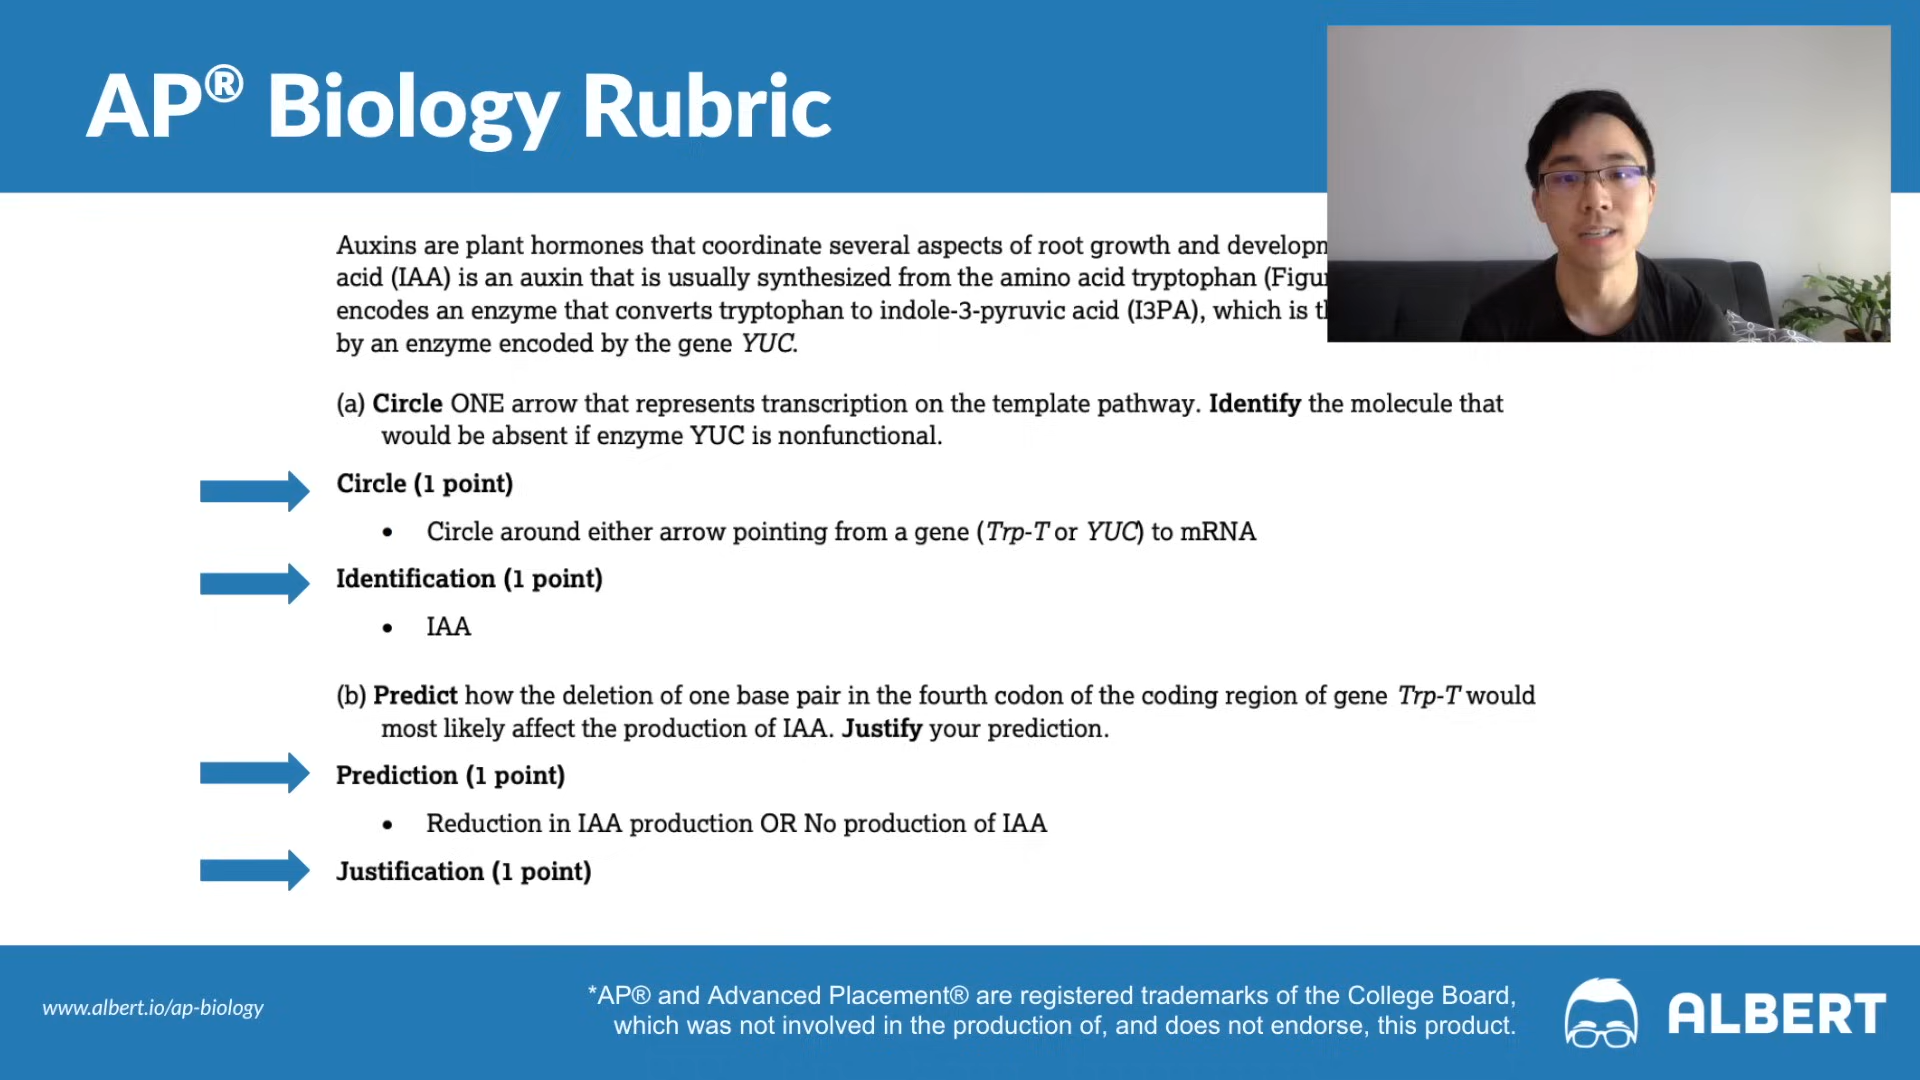 AP® Biology Rubric
Auxins are plant hormones that coordinate several aspects of root growth and
acid (IAA) is an auxin that is usually synthesized from the amino acid tryptophan
encodes an enzyme that converts tryptophan to indole-3-pyruvic acid (I3PA), which is
by an enzyme encoded by the gene YUC.
(a) Circle ONE arrow that represents transcription on the template pathway. Identify the molecule that
would be absent if enzyme YUC is nonfunctional.
Circle (1 point)
• Circle around either arrow pointing from a gene (Trp-T or YUC) to mRNA
Identification (1 point)
• IAA
(b) Predict how the deletion of one base pair in the fourth codon of the coding region of gene Trp-T would
most likely affect the production of IAA. Justify your prediction.
Prediction (1 point)
• Reduction in IAA production OR No production of IAA
Justification (1 point)
www.albert.io/ap-biology
*AP® and Advanced Placement® are registered trademarks of the College Board,
which was not involved in the production of, and does not endorse, this product.
ALBERT